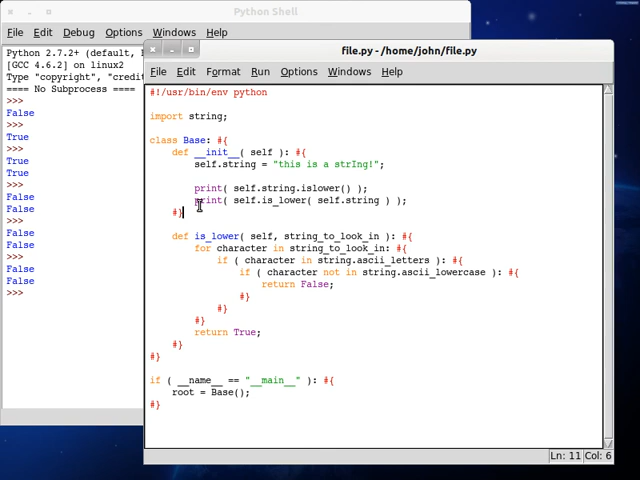 Python Shell
File Edit Debug Options Windows Help
Python 2.7.2+ (default,
[GCC 4.6.2] on linux2
Type "copyright", "credit
==== No Subprocess ====
>>>
False
>>>
True
>>>
True
True
>>>
False
False
>>>
False
False
>>>
False
False
>>>
file.py - /home/john/file.py
File Edit Format Run Options Windows Help
#!/usr/bin/env python
import string;
class Base: #{
def __init__( self ): #{
self.string = "this is a strIng!";
print( self.string.islower() );
print( self.is_lower( self.string ) );
#}
def is_lower( self, string_to_look_in ): #{
for character in string_to_look_in: #{
if ( character in string.ascii_letters ): #{
if ( character not in string.ascii_lowercase ): #{
return False;
#}
#}
#}
return True;
#}
#}
if ( __name__ == "__main__" ): #{
root = Base();
#}
Ln: 11 Col: 6